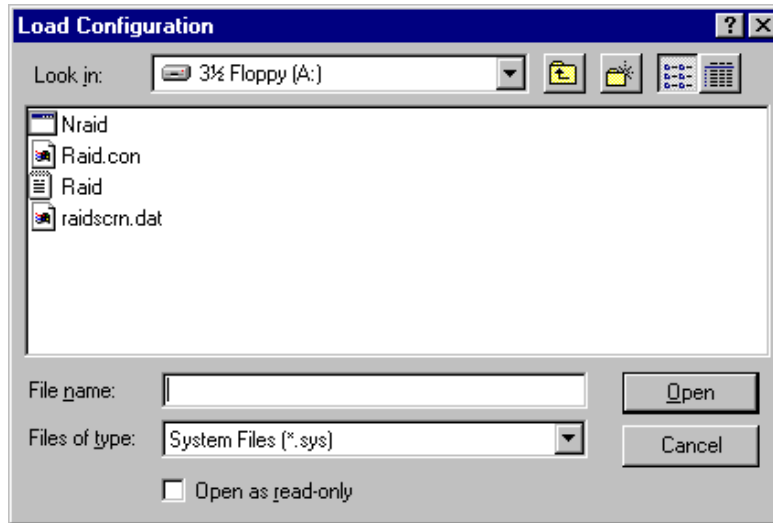 Load Configuration
Look in: 3½ Floppy (A:)
Nraid
Raid.con
Raid
raidscrn.dat
File name: Open
Files of type: System Files (*.sys) Cancel
Open as read-only